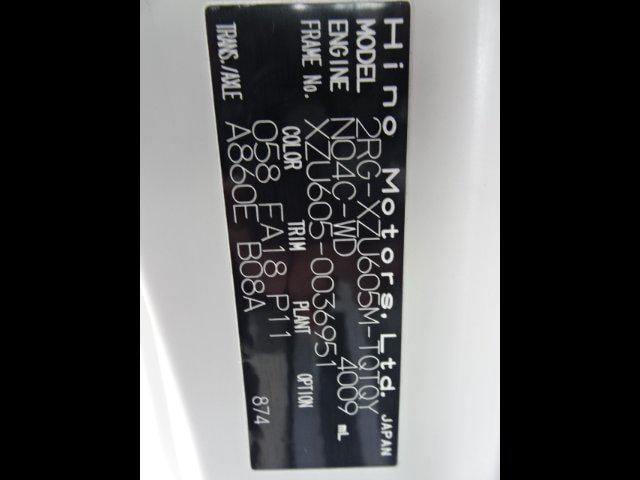 Hino Motors, Ltd. JAPAN
MODEL 2RG-XZU605M-TQTQY
ENGINE N04C-WD 4009 mL
FRAME No. XZU605-0036951
COLOR TRIM PLANT OPTION
058 FA18 P11
TRANS./AXLE A860E B08A 874